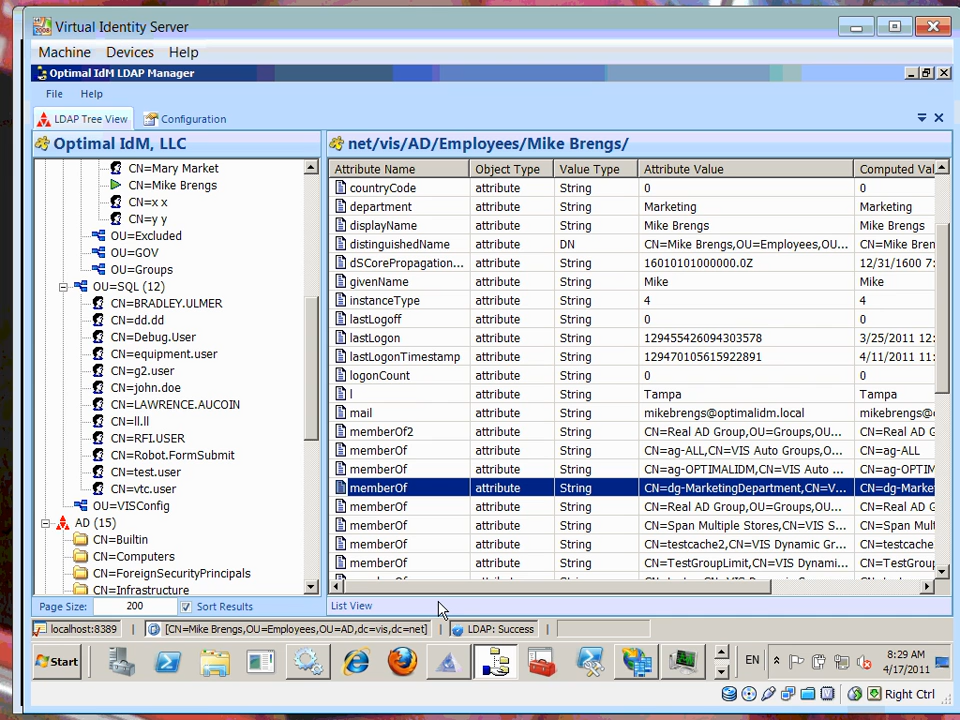 Virtual Identity Server
Machine Devices Help
Optimal IdM LDAP Manager
File Help
LDAP Tree View Configuration
Optimal IdM, LLC
CN=Mary Market
CN=Mike Brengs
CN=x x
CN=y y
OU=Excluded
OU=GOV
OU=Groups
OU=SQL (12)
CN=BRADLEY.ULMER
CN=dd.dd
CN=Debug.User
CN=equipment.user
CN=g2.user
CN=john.doe
CN=LAWRENCE.AUCOIN
CN=ll.ll
CN=RFI.USER
CN=Robot.FormSubmit
CN=test.user
CN=vtc.user
OU=VISConfig
AD (15)
CN=Builtin
CN=Computers
CN=ForeignSecurityPrincipals
CN=Infrastructure
Page Size: 200 Sort Results
net/vis/AD/Employees/Mike Brengs/
Attribute Name Object Type Value Type Attribute Value Computed Val
countryCode attribute String 0 0
department attribute String Marketing Marketing
displayName attribute String Mike Brengs Mike Brengs
distinguishedName attribute DN CN=Mike Brengs,OU=Employees,OU... CN=Mike Bren
dSCorePropagation... attribute String 16010101000000.0Z 12/31/1600 7:
givenName attribute String Mike Mike
instanceType attribute String 4 4
lastLogoff attribute String 0 0
lastLogon attribute String 129455426094303578 3/25/2011 12:
lastLogonTimestamp attribute String 129470105615922891 4/11/2011 11:
logonCount attribute String 0 0
l attribute String Tampa Tampa
mail attribute String mikebrengs@optimalidm.local mikebrengs@
memberOf2 attribute String CN=Real AD Group,OU=Groups,OU... CN=Real AD G
memberOf attribute String CN=ag-ALL,CN=VIS Auto Groups,O... CN=ag-ALL
memberOf attribute String CN=ag-OPTIMALIDM,CN=VIS Auto ... CN=ag-OPTIM
memberOf attribute String CN=dg-MarketingDepartment,CN=V... CN=dg-Marke
memberOf attribute String CN=Real AD Group,OU=Groups,OU... CN=Real AD G
memberOf attribute String CN=Span Multiple Stores,CN=VIS S... CN=Span Mult
memberOf attribute String CN=testcache2,CN=VIS Dynamic Gr... CN=testcache
memberOf attribute String CN=TestGroupLimit,CN=VIS Dynami... CN=TestGrou
List View
localhost:8389 [CN=Mike Brengs,OU=Employees,OU=AD,dc=vis,dc=net] LDAP: Success
Start EN 8:29 AM
4/17/2011
Right Ctrl